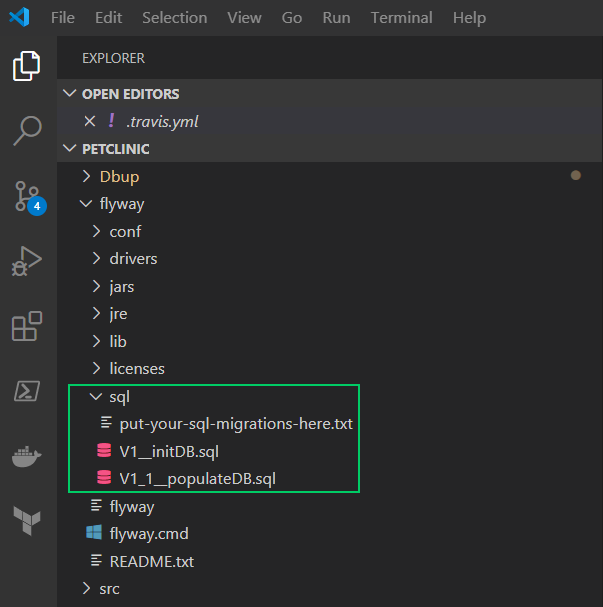 File Edit Selection View Go Run Terminal Help
EXPLORER
OPEN EDITORS
! .travis.yml
PETCLINIC
Dbup
flyway
4
conf
drivers
jars
jre
lib
licenses
sql
put-your-sql-migrations-here.txt
V1__initDB.sql
V1_1__populateDB.sql
flyway
flyway.cmd
README.txt
src